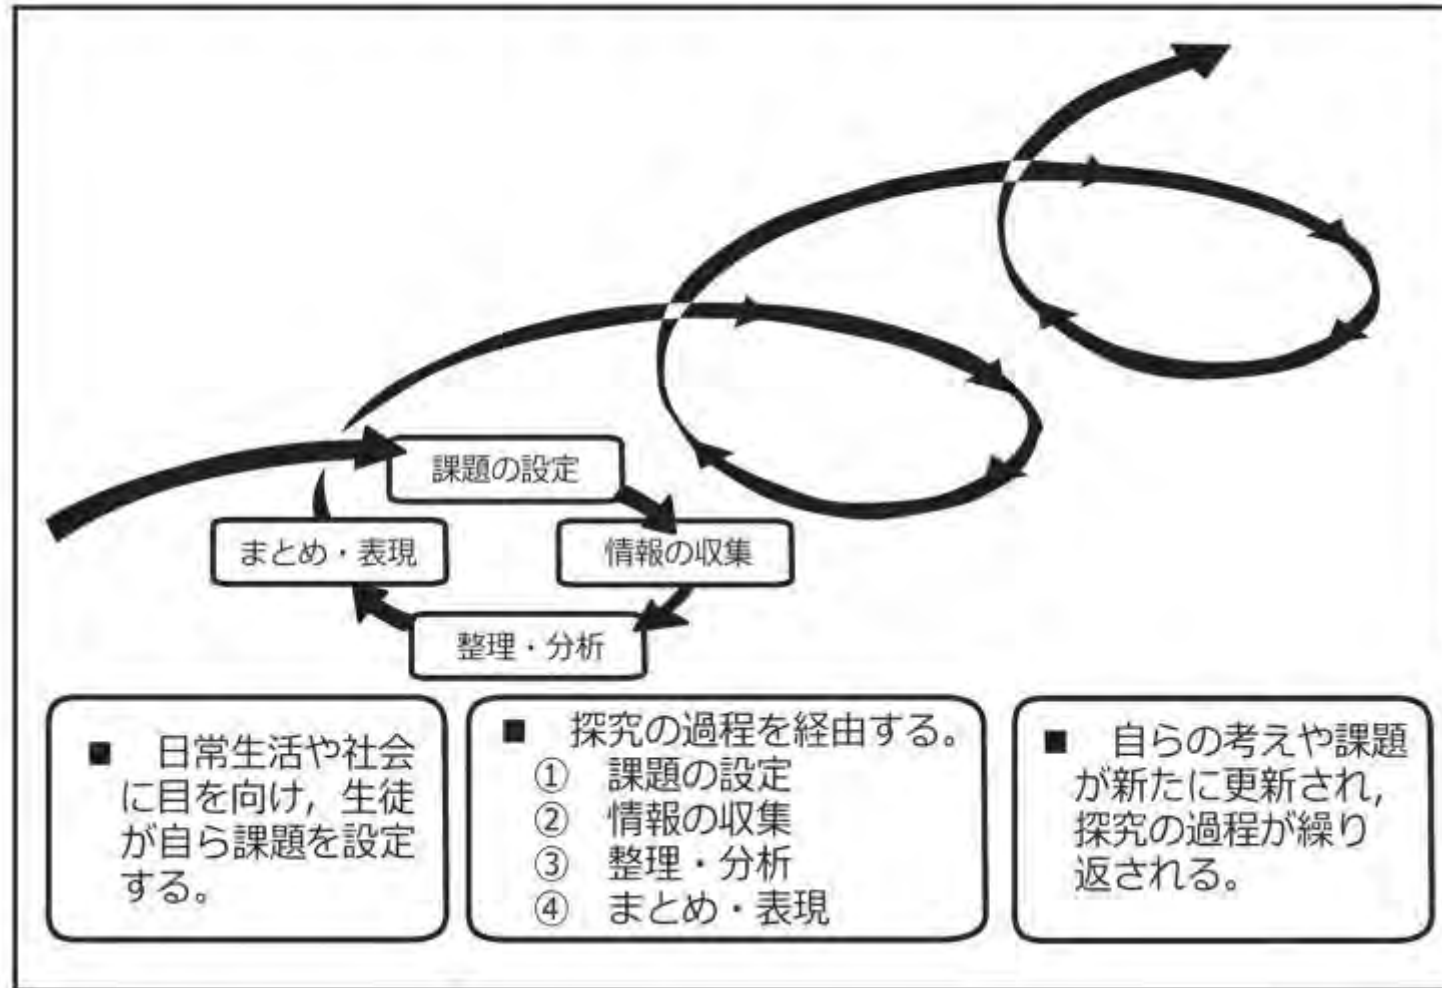 課題の設定
まとめ・表現
情報の収集
整理・分析
■　日常生活や社会
に目を向け，生徒
が自ら課題を設定
する。
■　探究の過程を経由する。
①　課題の設定
②　情報の収集
③　整理・分析
④　まとめ・表現
■　自らの考えや課題
が新たに更新され，
探究の過程が繰り
返される。